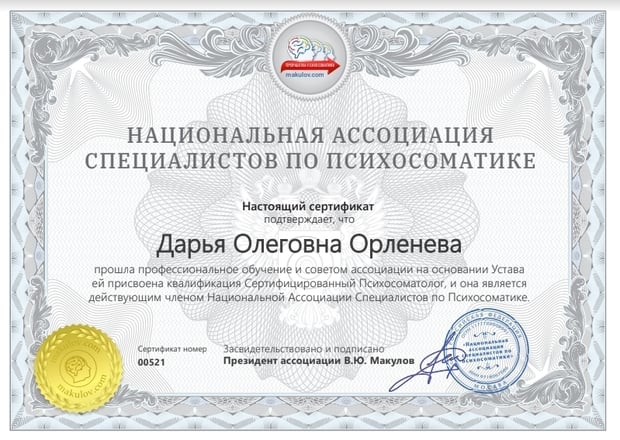 makulov.com
НАЦИОНАЛЬНАЯ АССОЦИАЦИЯ
СПЕЦИАЛИСТОВ ПО ПСИХОСОМАТИКЕ
Настоящий сертификат
подтверждает, что
Дарья Олеговна Орленева
прошла профессиональное обучение и советом ассоциации на основании Устава
ей присвоена квалификация Сертифицированный Психосоматолог, и она является
действующим членом Национальной Ассоциации Специалистов по Психосоматике.
Сертификат номер
00521
Засвидетельствовано и подписано
Президент ассоциации В.Ю. Макулов
makulov.com
«Национальная
ассоциация
специалистов по
психосоматике»
МОСКВА